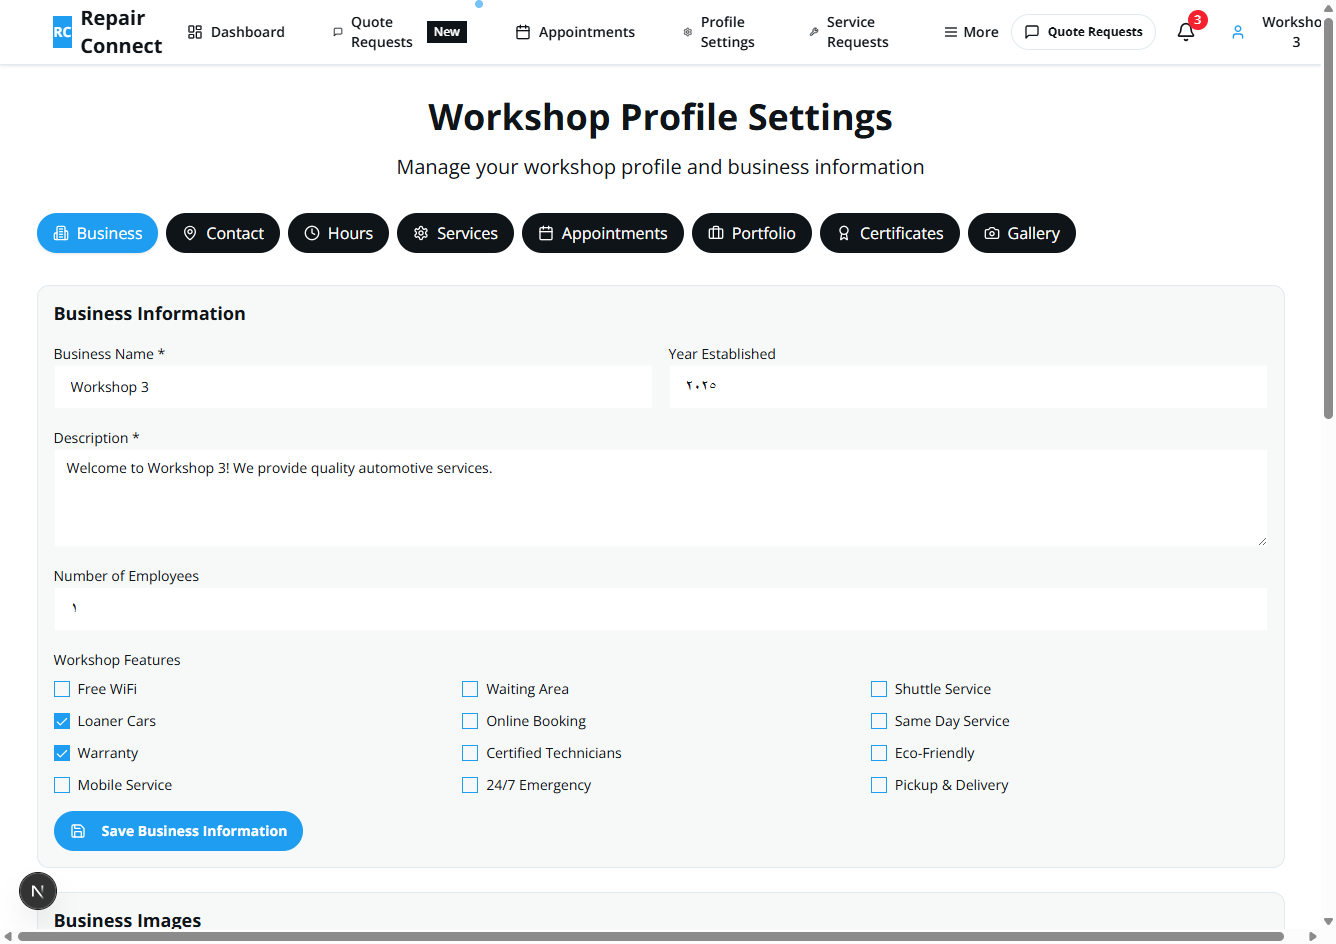 RC
Repair
Connect
Dashboard
Quote
Requests
New
Appointments
Profile
Settings
Service
Requests
More
Quote Requests
3
Worksho
3
Workshop Profile Settings
Manage your workshop profile and business information
Business
Contact
Hours
Services
Appointments
Portfolio
Certificates
Gallery
Business Information
Business Name *
Year Established
Workshop 3
٢٠٢٥
Description *
Welcome to Workshop 3! We provide quality automotive services.
Number of Employees
١
Workshop Features
Free WiFi
Waiting Area
Shuttle Service
Loaner Cars
Online Booking
Same Day Service
Warranty
Certified Technicians
Eco-Friendly
Mobile Service
24/7 Emergency
Pickup & Delivery
Save Business Information
N
Business Images